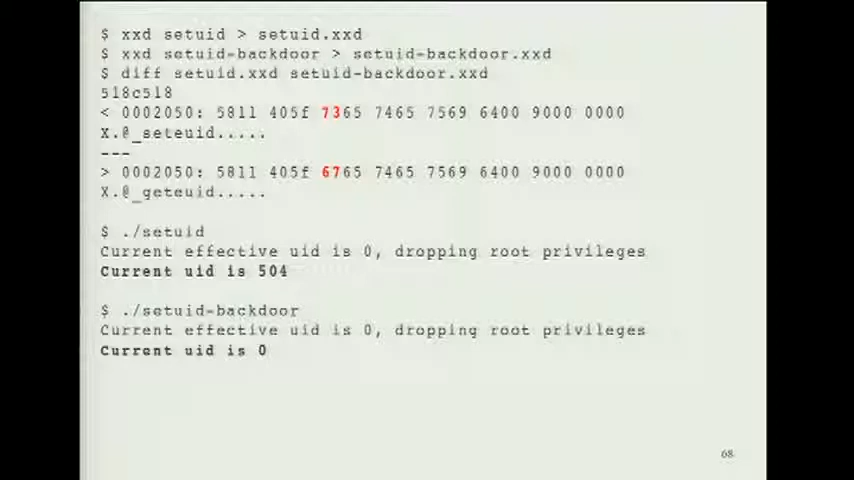 $ xxd setuid > setuid.xxd
$ xxd setuid-backdoor > setuid-backdoor.xxd
$ diff setuid.xxd setuid-backdoor.xxd
518c518
< 0002050: 5811 405f 7365 7465 7569 6400 9000 0000
X.@_seteuid.....
---
> 0002050: 5811 405f 6765 7465 7569 6400 9000 0000
X.@_geteuid.....
$ ./setuid
Current effective uid is 0, dropping root privileges
Current uid is 504
$ ./setuid-backdoor
Current effective uid is 0, dropping root privileges
Current uid is 0
68